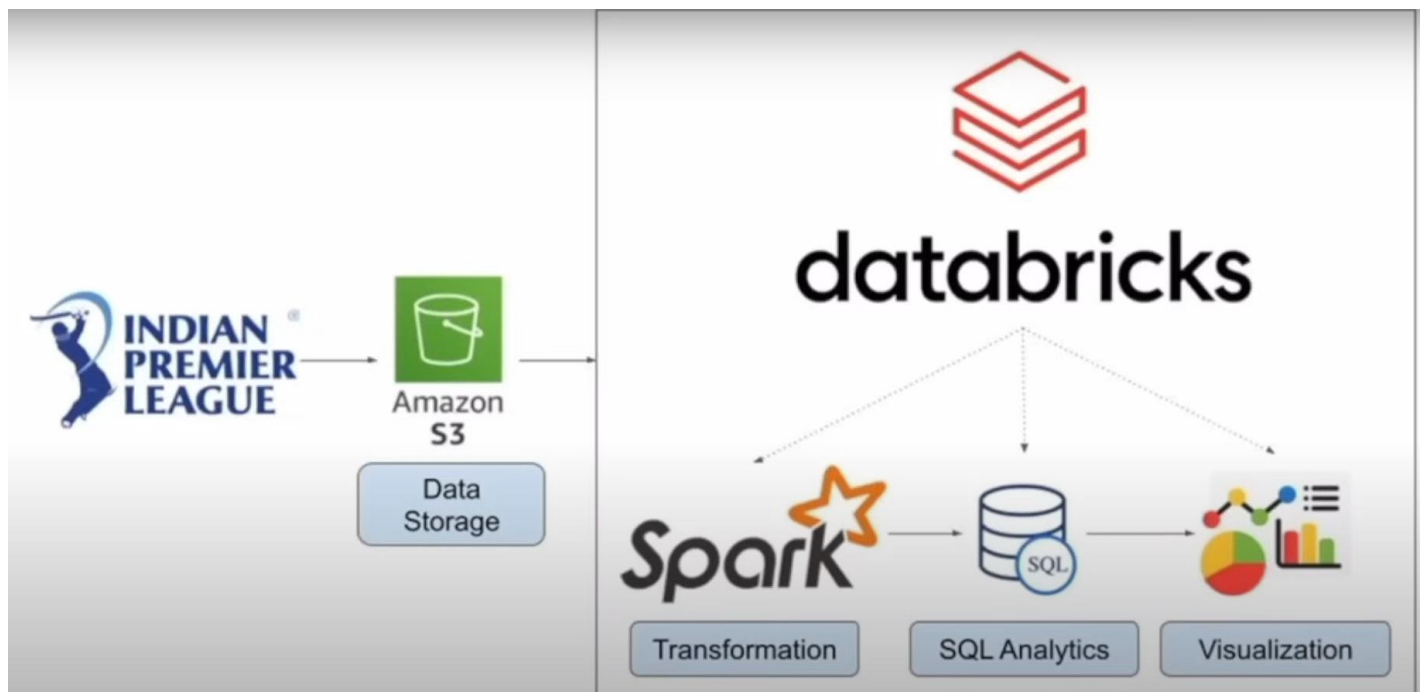 INDIAN
PREMIER
LEAGUE
®
Amazon
S3
Data
Storage
databricks
Spark
SQL
Transformation
SQL Analytics
Visualization